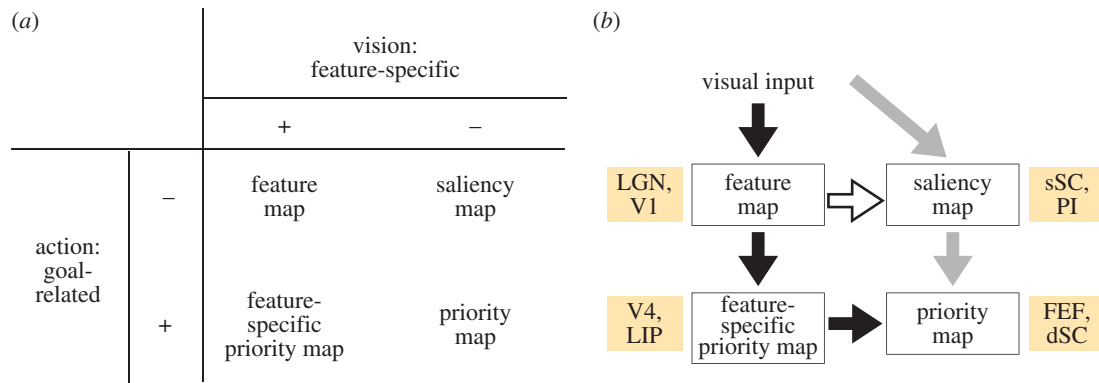 (a)
vision:
feature-specific
+ –
action:
goal-
related
–
feature
map
saliency
map
+
feature-
specific
priority map
priority
map
(b)
visual input
LGN,
V1
feature
map
saliency
map
sSC,
PI
V4,
LIP
feature-
specific
priority map
priority
map
FEF,
dSC